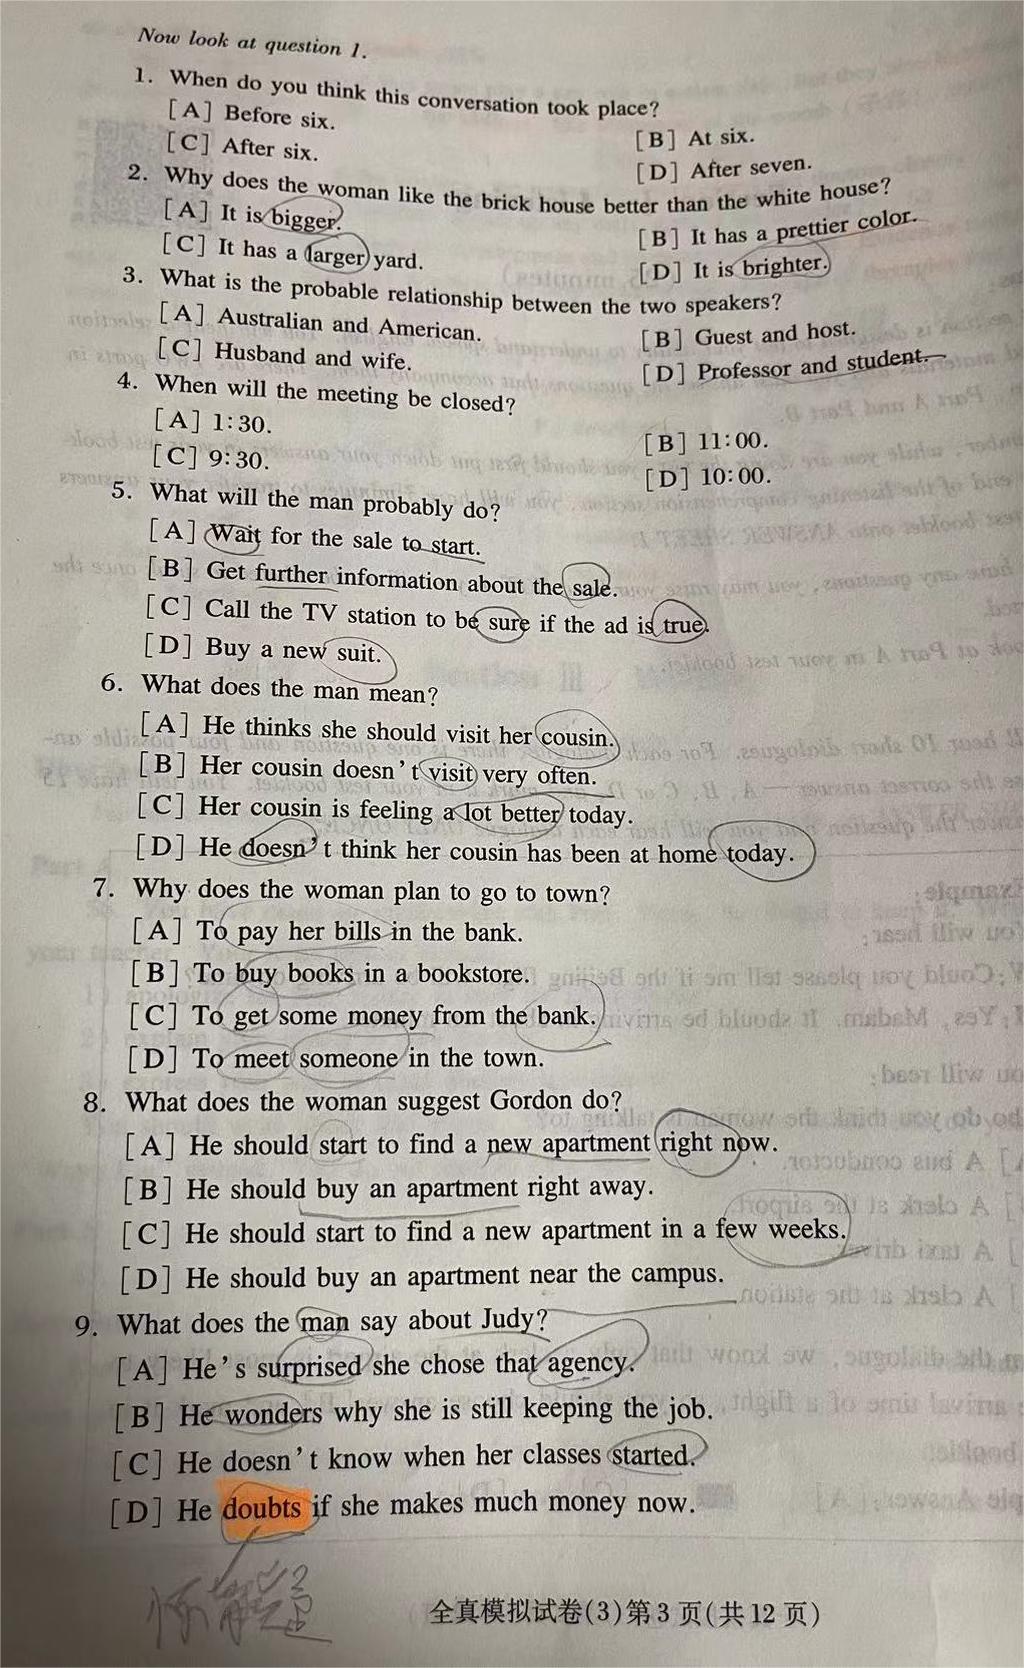 Now look at question 1.
1. When do you think this conversation took place?
[A] Before six.
[B] At six.
[C] After six.
[D] After seven.
2. Why does the woman like the brick house better than the white house?
[A] It is bigger.
[B] It has a prettier color.
[C] It has a larger yard.
[D] It is brighter.
3. What is the probable relationship between the two speakers?
[A] Australian and American.
[B] Guest and host.
[C] Husband and wife.
[D] Professor and student.
4. When will the meeting be closed?
[A] 1:30.
[B] 11:00.
[C] 9:30.
[D] 10:00.
5. What will the man probably do?
[A] Wait for the sale to start.
[B] Get further information about the sale.
[C] Call the TV station to be sure if the ad is true.
[D] Buy a new suit.
6. What does the man mean?
[A] He thinks she should visit her cousin.
[B] Her cousin doesn't visit very often.
[C] Her cousin is feeling a lot better today.
[D] He doesn't think her cousin has been at home today.
7. Why does the woman plan to go to town?
[A] To pay her bills in the bank.
[B] To buy books in a bookstore.
[C] To get some money from the bank.
[D] To meet someone in the town.
8. What does the woman suggest Gordon do?
[A] He should start to find a new apartment right now.
[B] He should buy an apartment right away.
[C] He should start to find a new apartment in a few weeks.
[D] He should buy an apartment near the campus.
9. What does the man say about Judy?
[A] He's surprised she chose that agency.
[B] He wonders why she is still keeping the job.
[C] He doesn't know when her classes started.
[D] He doubts if she makes much money now.
全真模拟试卷(3)第3页(共12页)